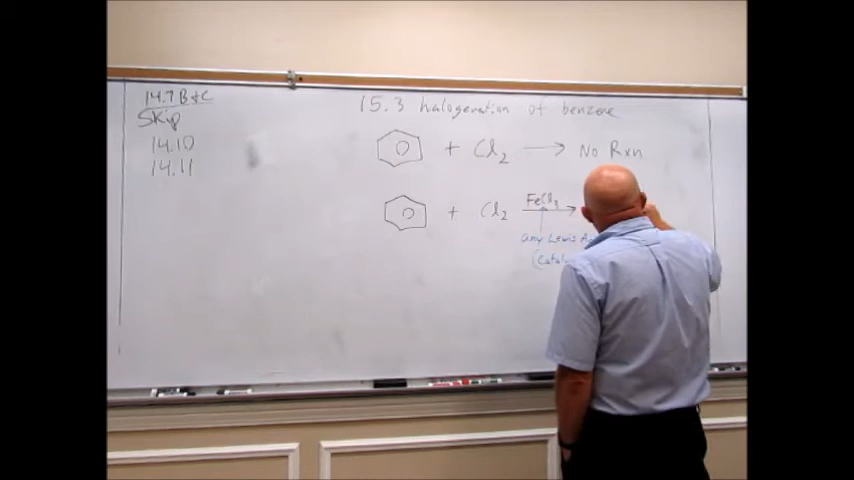 14.7 B & C
Skip
14.10
14.11
15.3 halogenation of benzene
+ Cl2 → No Rxn
+ Cl2 FeCl3 →
any Lewis